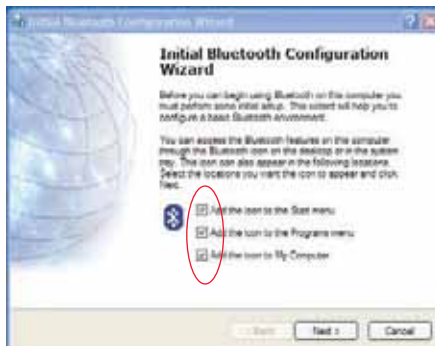 Initial Bluetooth Configuration Wizard
Initial Bluetooth Configuration
Wizard
Before you can begin using Bluetooth on this computer you
must perform some initial setup. This wizard will help you to
configure a basic Bluetooth environment.
You can access the Bluetooth features on the computer
through the Bluetooth icon on the desktop or in the system
tray. This icon can also appear in the following locations.
Select the locations you want the icon to appear and click
Next.
Add the icon to the Start menu
Add the icon to the Programs menu
Add the icon to My Computer
Back
Next >
Cancel